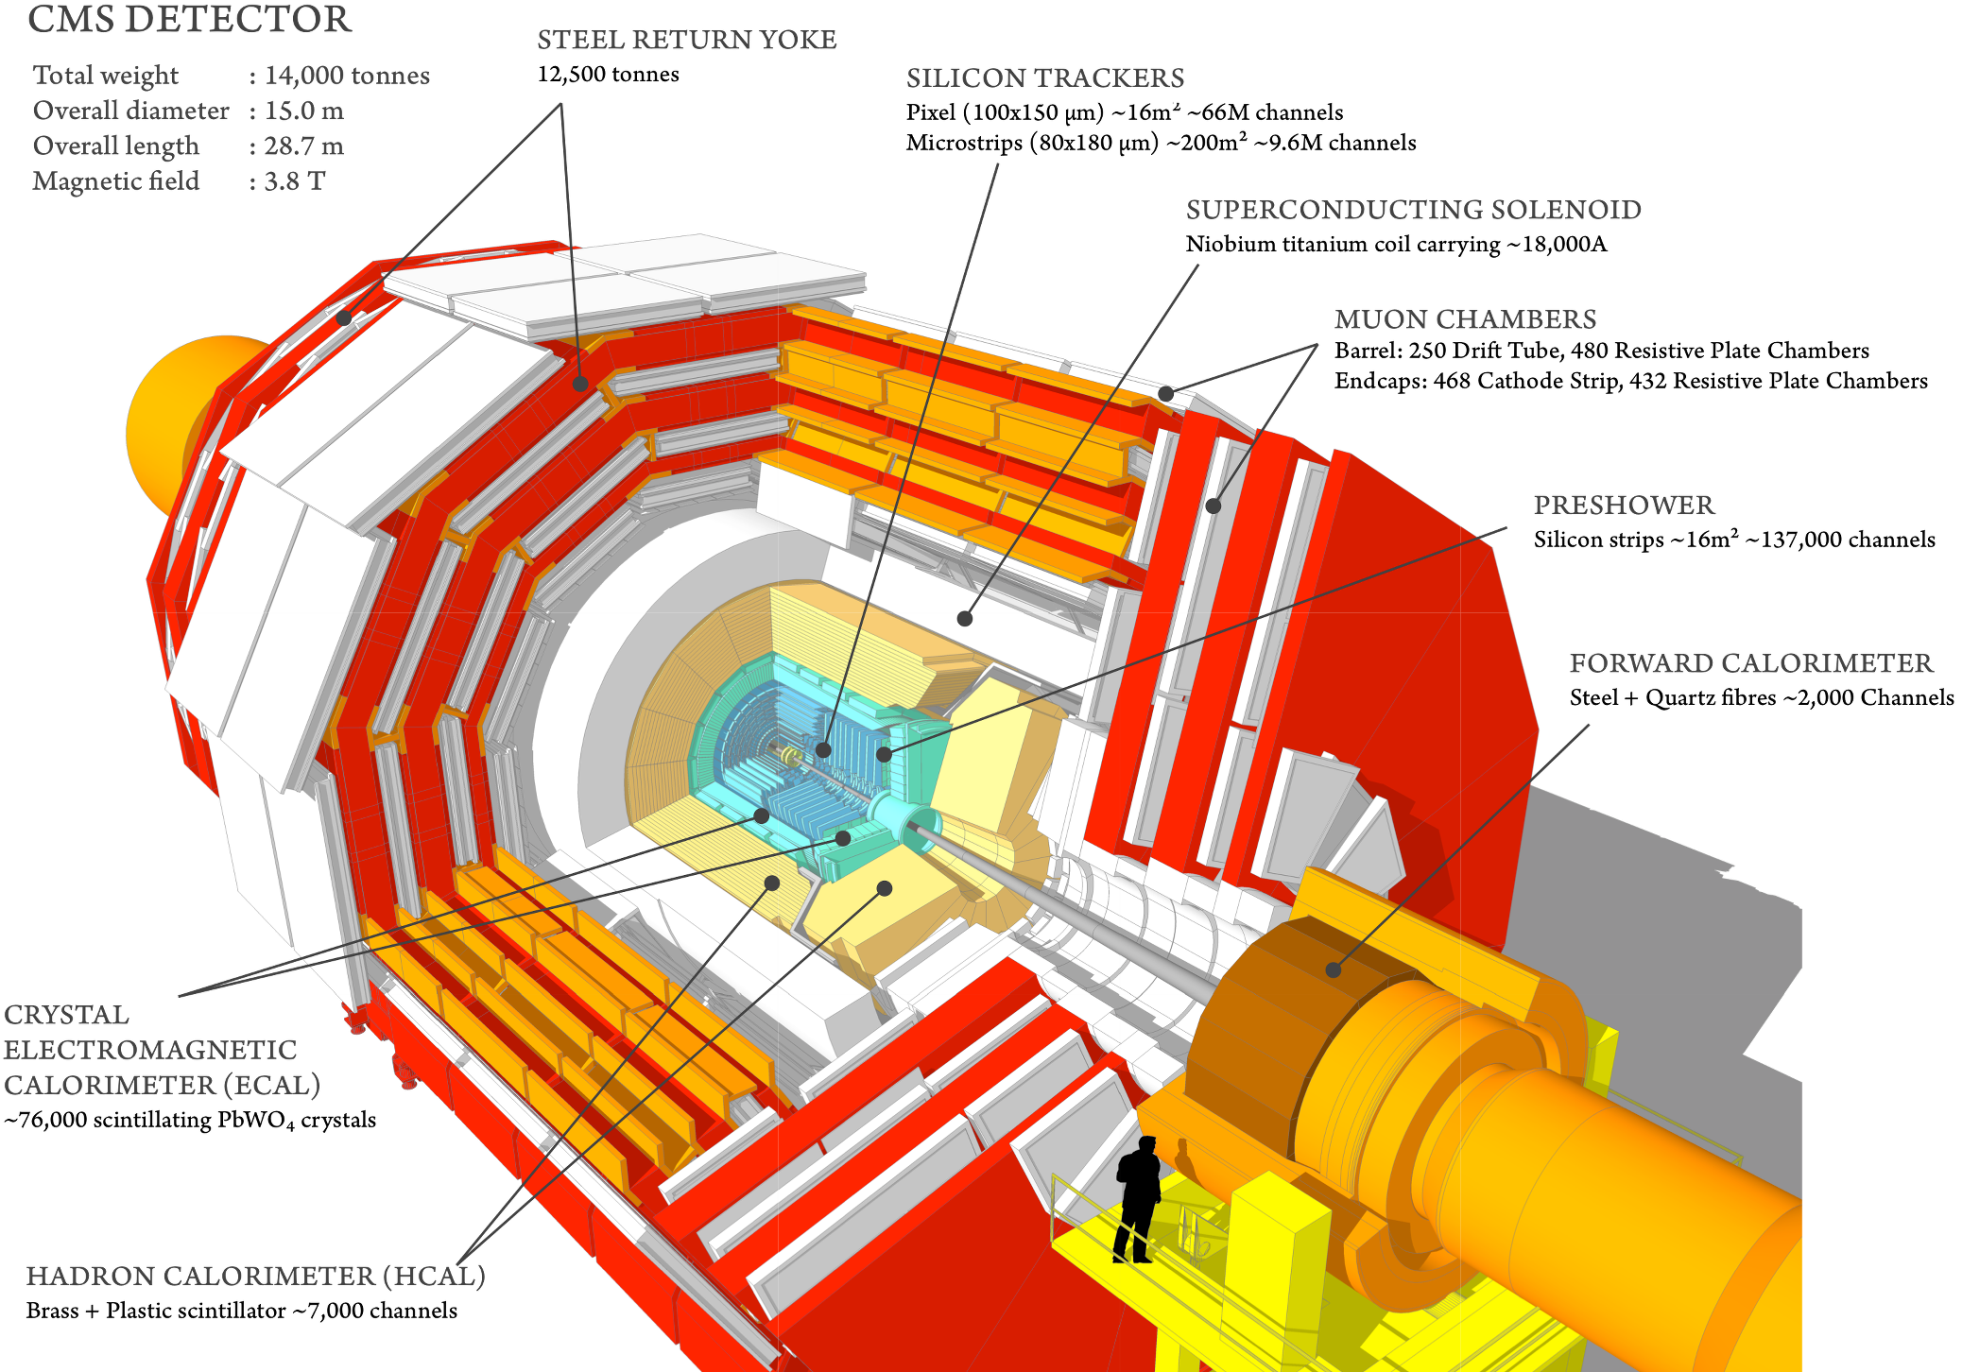 CMS DETECTOR
Total weight : 14,000 tonnes
Overall diameter : 15.0 m
Overall length : 28.7 m
Magnetic field : 3.8 T
STEEL RETURN YOKE
12,500 tonnes
SILICON TRACKERS
Pixel (100x150 μm) ~16m² ~66M channels
Microstrips (80x180 μm) ~200m² ~9.6M channels
SUPERCONDUCTING SOLENOID
Niobium titanium coil carrying ~18,000A
MUON CHAMBERS
Barrel: 250 Drift Tube, 480 Resistive Plate Chambers
Endcaps: 468 Cathode Strip, 432 Resistive Plate Chambers
PRESHOWER
Silicon strips ~16m² ~137,000 channels
FORWARD CALORIMETER
Steel + Quartz fibres ~2,000 Channels
CRYSTAL
ELECTROMAGNETIC
CALORIMETER (ECAL)
~76,000 scintillating PbWO₄ crystals
HADRON CALORIMETER (HCAL)
Brass + Plastic scintillator ~7,000 channels